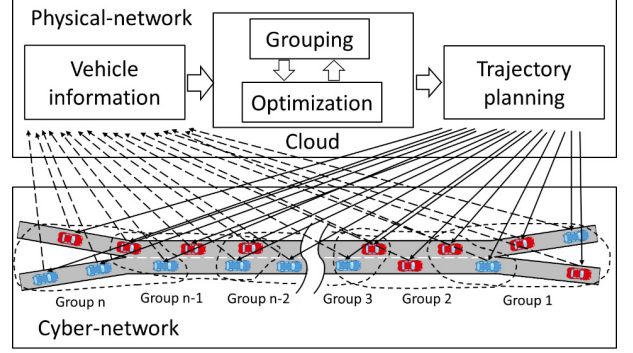 Physical-network
Vehicle
information
Grouping
Optimization
Cloud
Trajectory
planning
Group n
Group n-1
Group n-2
Group 3
Group 2
Group 1
Cyber-network